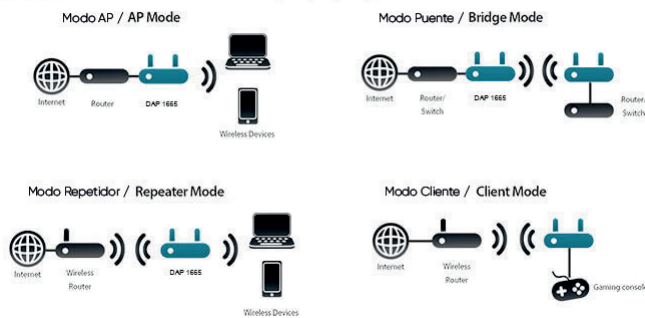 Modo AP / AP Mode
Internet
Router
DAP 1665
Wireless Devices
Modo Puente / Bridge Mode
Internet
Router/
Switch
DAP 1665
Router/
Switch
Modo Repetidor / Repeater Mode
Internet
Wireless
Router
DAP 1665
Wireless Devices
Modo Cliente / Client Mode
Internet
Wireless
Router
Gaming console